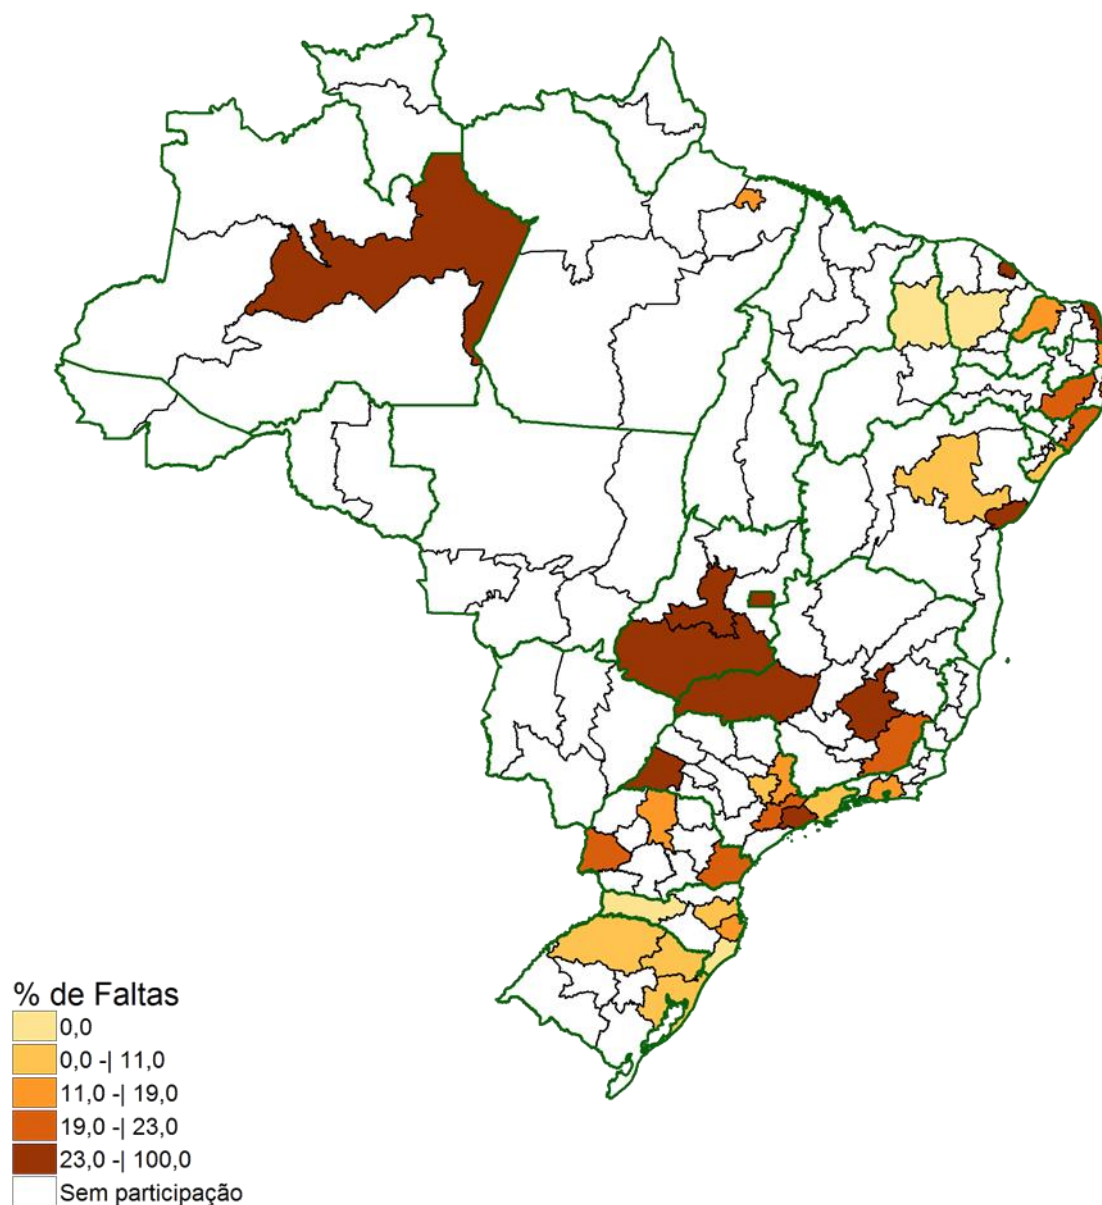 % de Faltas
0,0
0,0 -| 11,0
11,0 -| 19,0
19,0 -| 23,0
23,0 -| 100,0
Sem participação